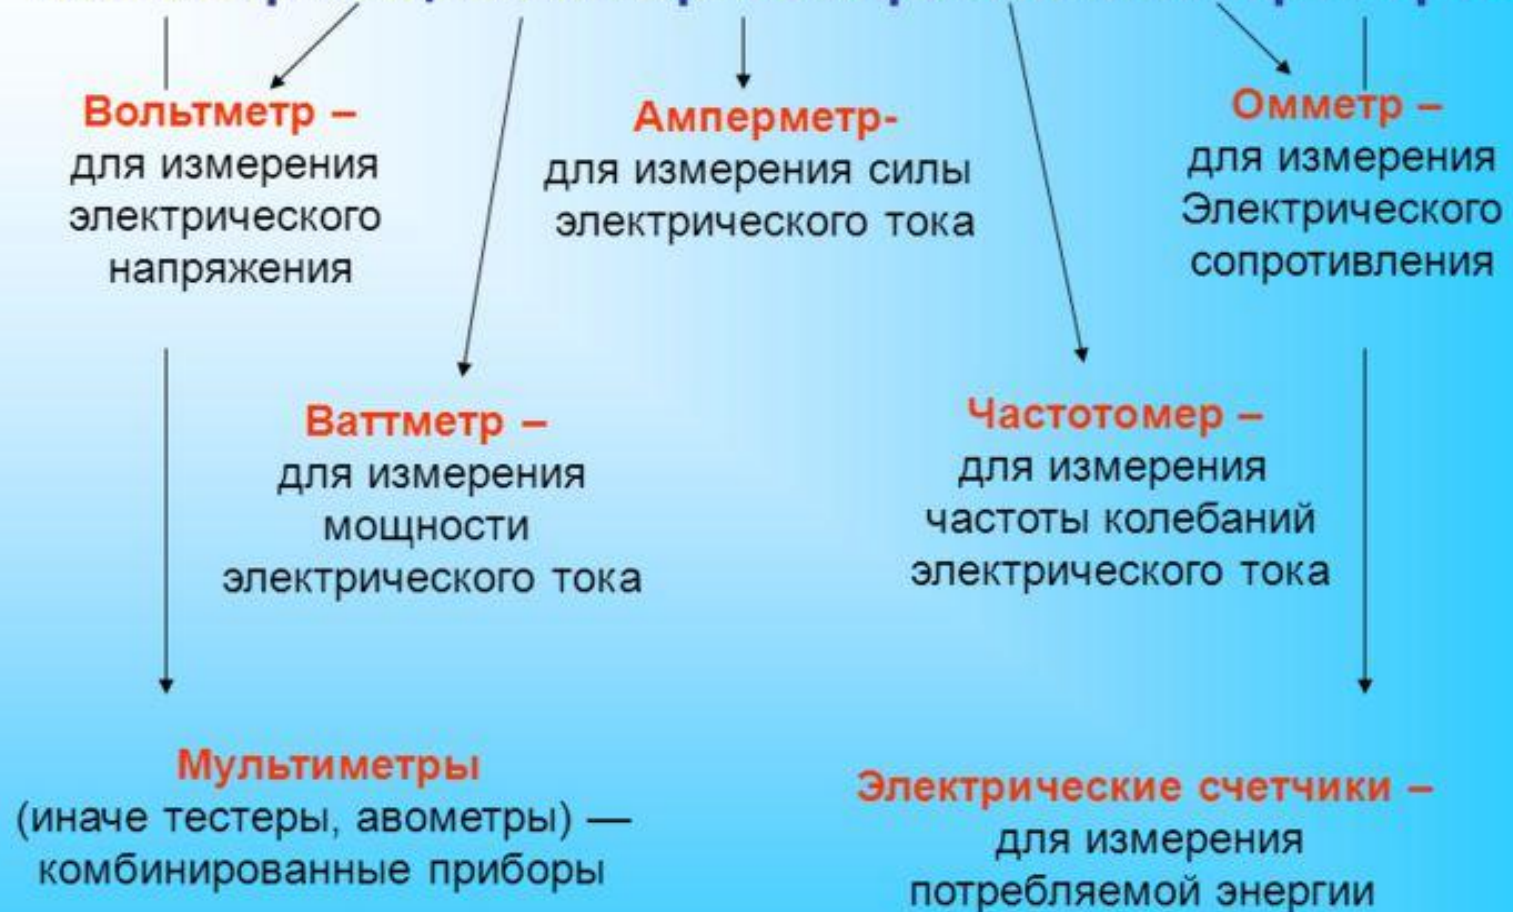 Вольтметр –
для измерения
электрического
напряжения
Амперметр-
для измерения силы
электрического тока
Омметр –
для измерения
Электрического
сопротивления
Ваттметр –
для измерения
мощности
электрического тока
Частотомер –
для измерения
частоты колебаний
электрического тока
Мультиметры
(иначе тестеры, авометры) —
комбинированные приборы
Электрические счетчики –
для измерения
потребляемой энергии